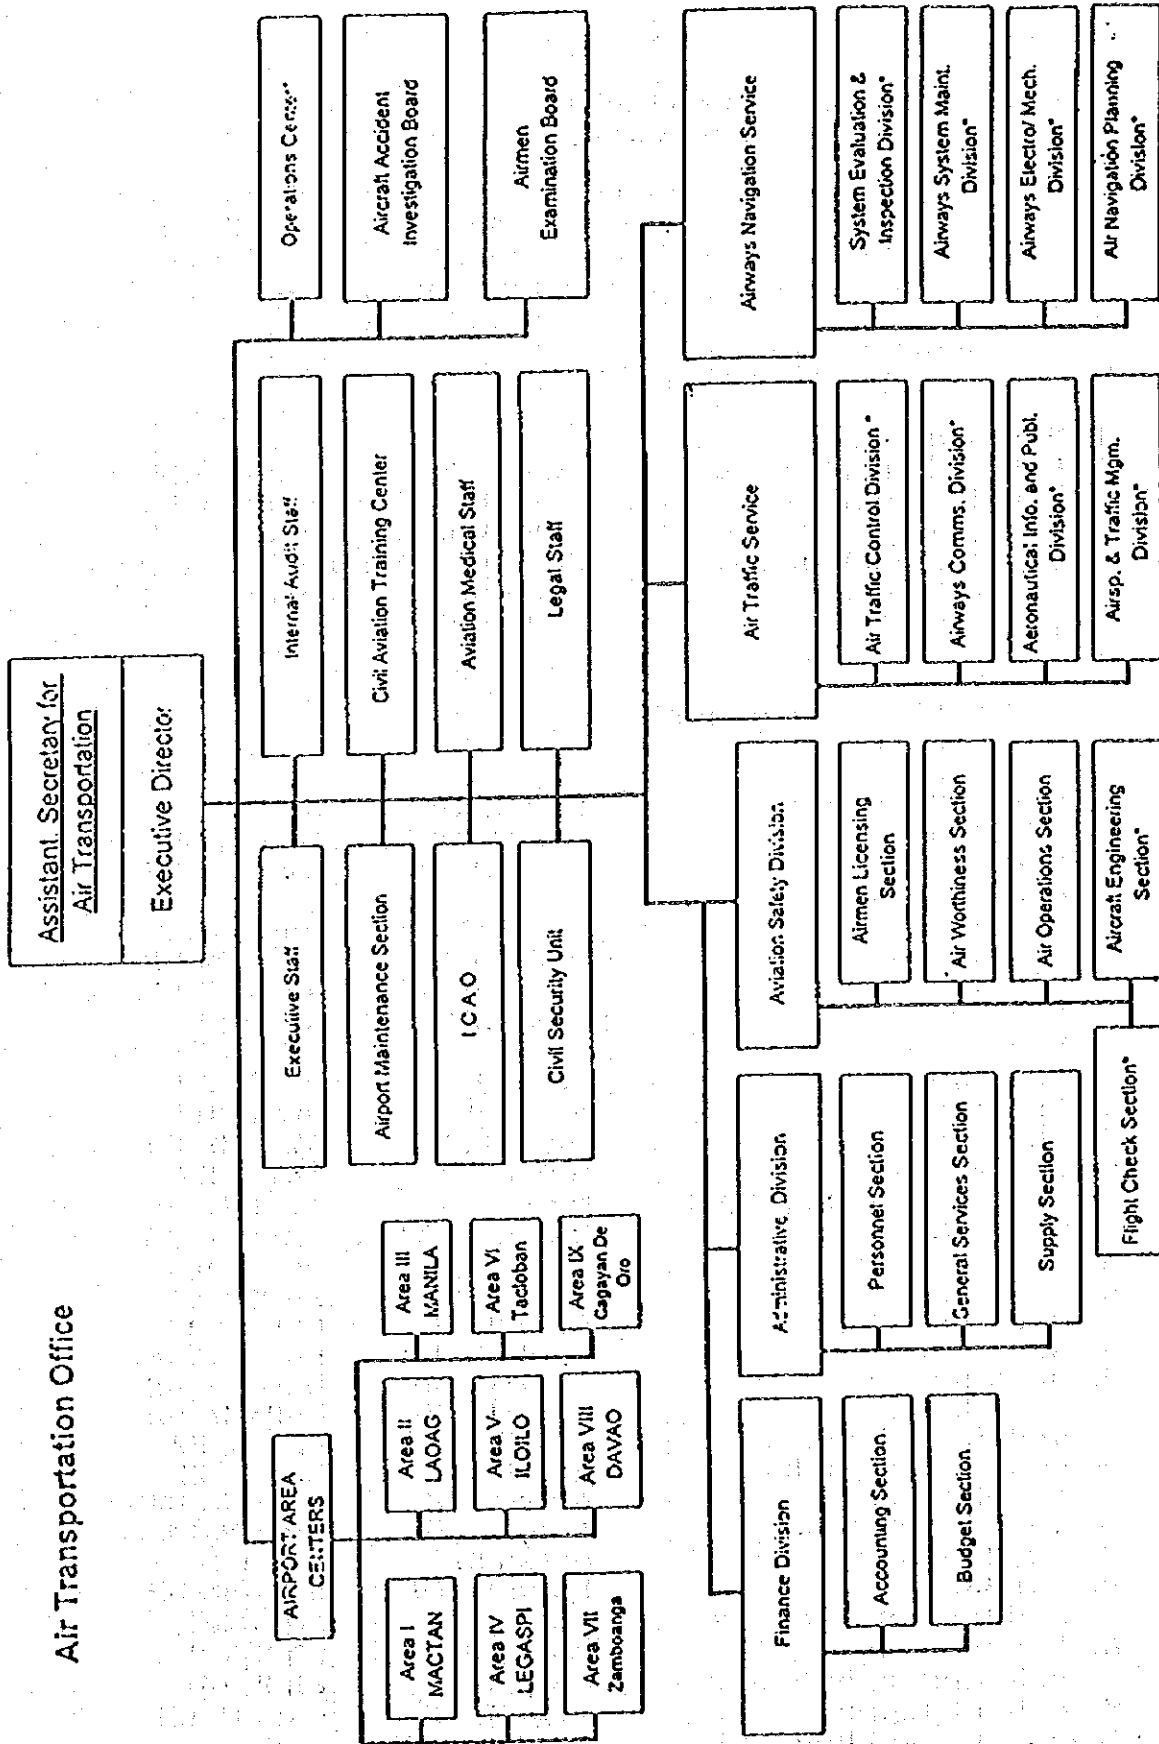 Air Transportation Office
Assistant Secretary for
Air Transportation
Executive Director
AIRPORT AREA
CENTERS
Area I
MACTAN
Area II
LAOAG
Area III
MANILA
Area IV
LEGASPI
Area V
ILOILO
Area VI
Tacloban
Area VII
Zamboanga
Area VIII
DAVAO
Area IX
Cagayan De
Oro
Executive Staff
Internal Audit Staff
Airport Maintenance Section
Civil Aviation Training Center
I C A O
Aviation Medical Staff
Civil Security Unit
Legal Staff
Operations Center*
Aircraft Accident
Investigation Board
Airmen
Examination Board
Finance Division
Accounting Section
Budget Section
Administrative Division
Personnel Section
General Services Section
Supply Section
Aviation Safety Division
Airmen Licensing
Section
Air Worthiness Section
Air Operations Section
Aircraft Engineering
Section*
Flight Check Section*
Air Traffic Service
Air Traffic Control Division*
Airways Comms. Division*
Aeronautical Info. and Publ.
Division*
Airsp. & Traffic Mgm.
Division*
Airways Navigation Service
System Evaluation &
Inspection Division*
Airways System Maint.
Division*
Airways Electro/ Mech.
Division*
Air Navigation Planning
Division*